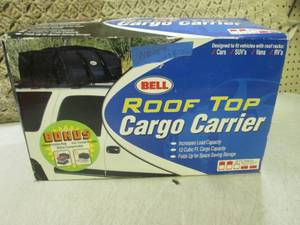 Designed to fit vehicles with roof racks:
Cars SUV's Vans RV's
BELL
ROOF TOP
Cargo Carrier
BONUS
Increases Load Capacity
12 Cubic Ft. Cargo Capacity
Folds Up for Space Saving Storage